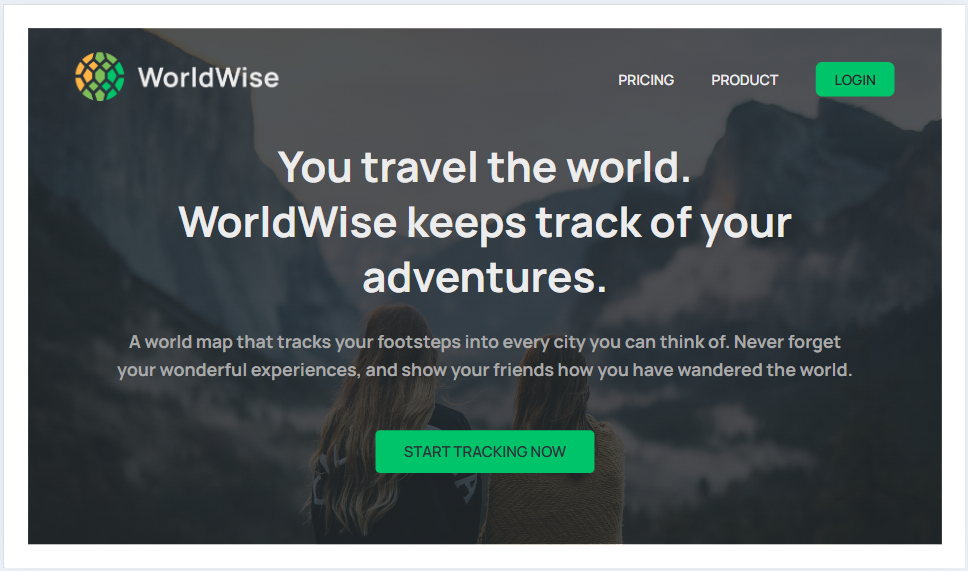 WorldWise
PRICING
PRODUCT
LOGIN
You travel the world.
WorldWise keeps track of your
adventures.
A world map that tracks your footsteps into every city you can think of. Never forget
your wonderful experiences, and show your friends how you have wandered the world.
START TRACKING NOW